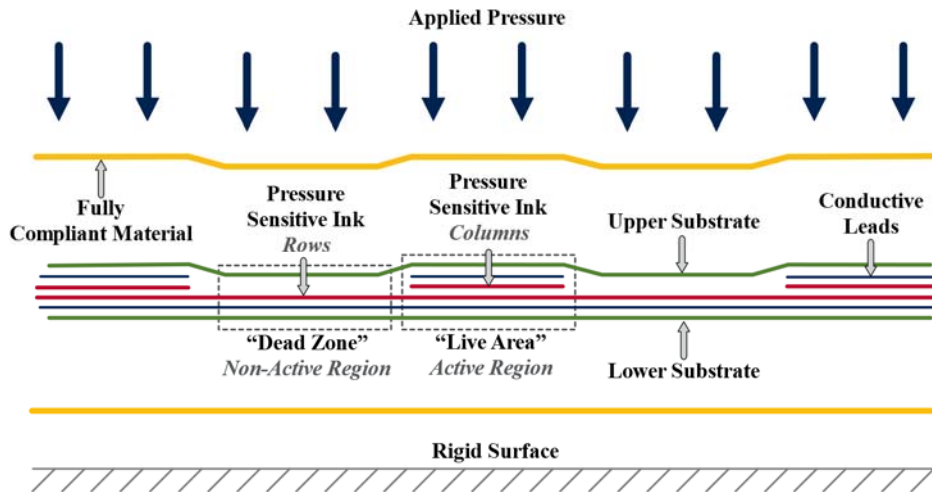 Applied Pressure
Fully
Compliant Material
Pressure
Sensitive Ink
Rows
Pressure
Sensitive Ink
Columns
Upper Substrate
Conductive
Leads
“Dead Zone”
Non-Active Region
“Live Area”
Active Region
Lower Substrate
Rigid Surface